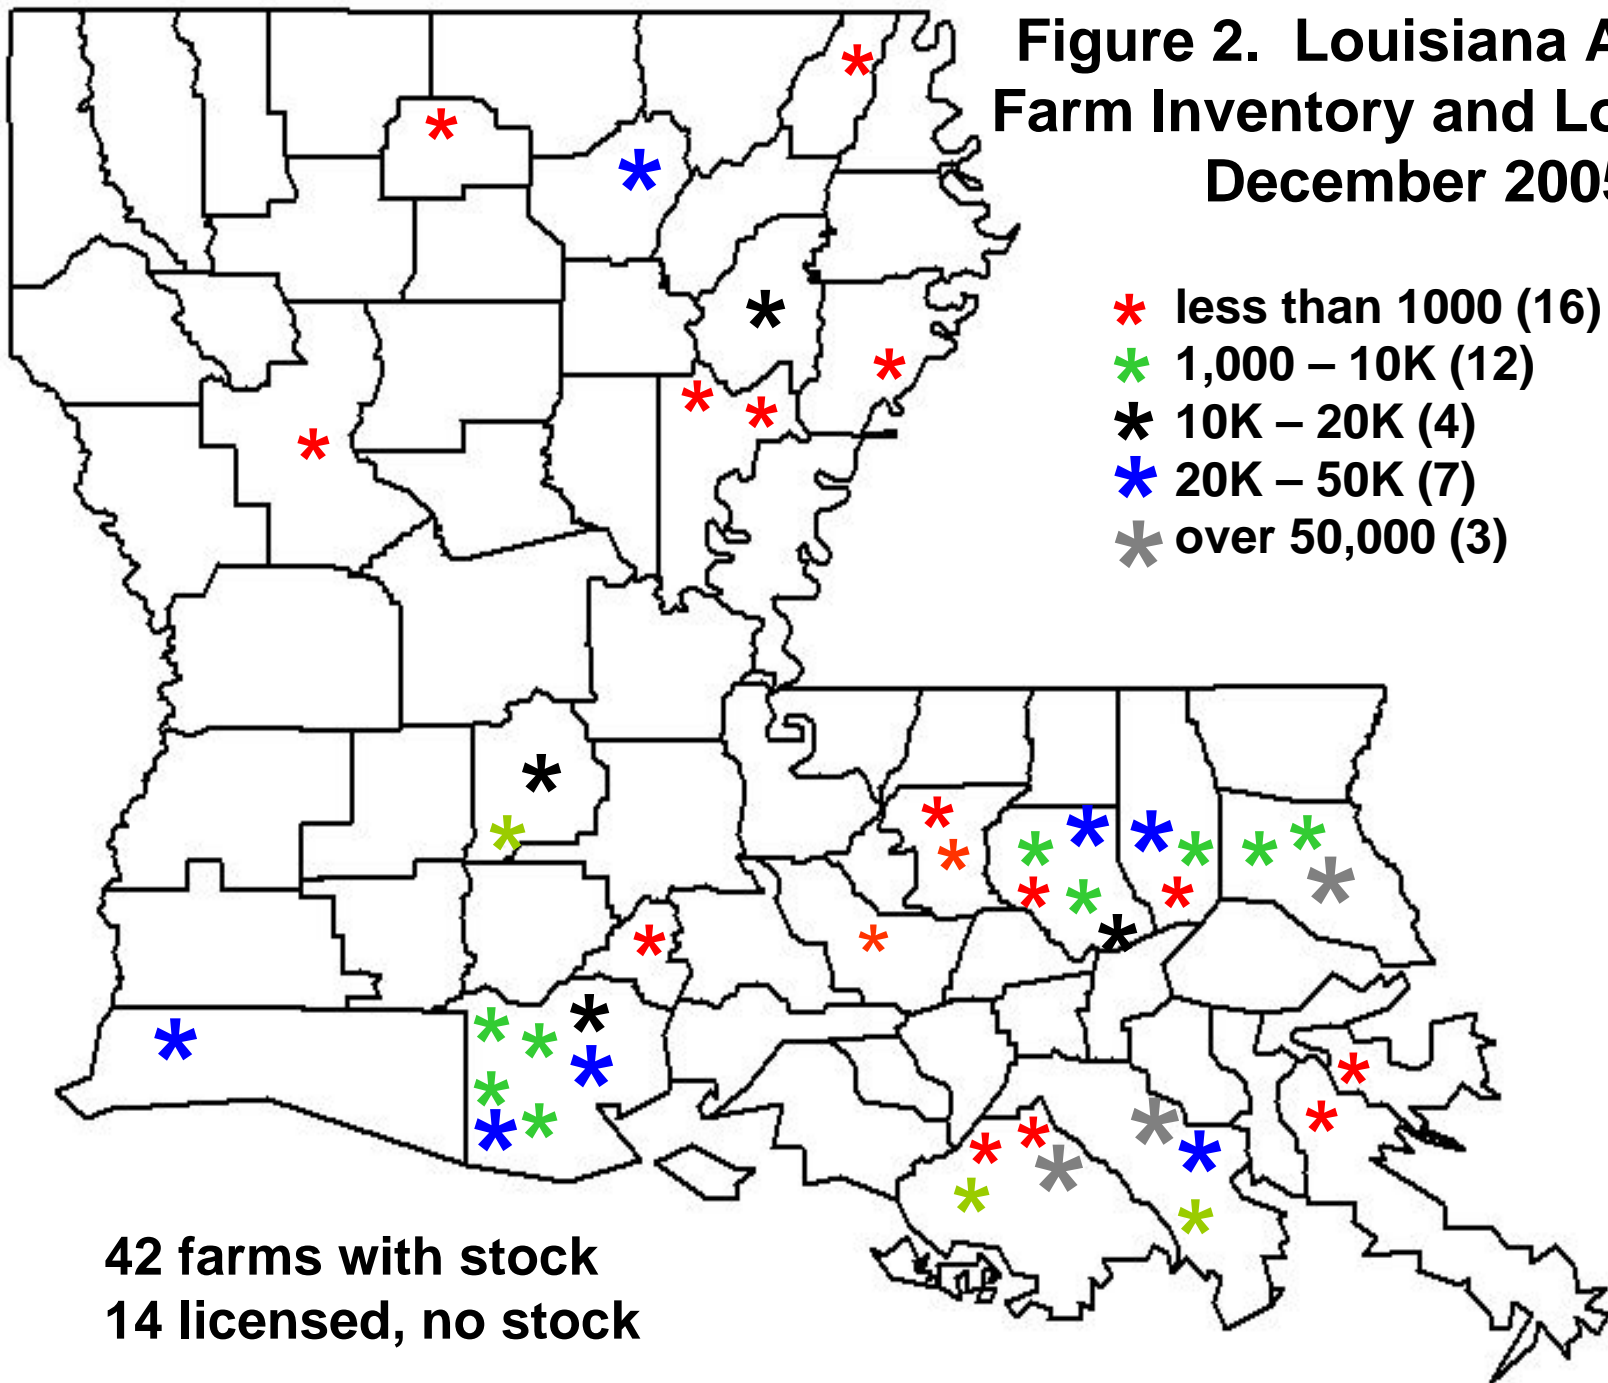 Figure 2. Louisiana A
Farm Inventory and Lo
December 2005
* less than 1000 (16)
* 1,000 – 10K (12)
* 10K – 20K (4)
* 20K – 50K (7)
* over 50,000 (3)
42 farms with stock
14 licensed, no stock